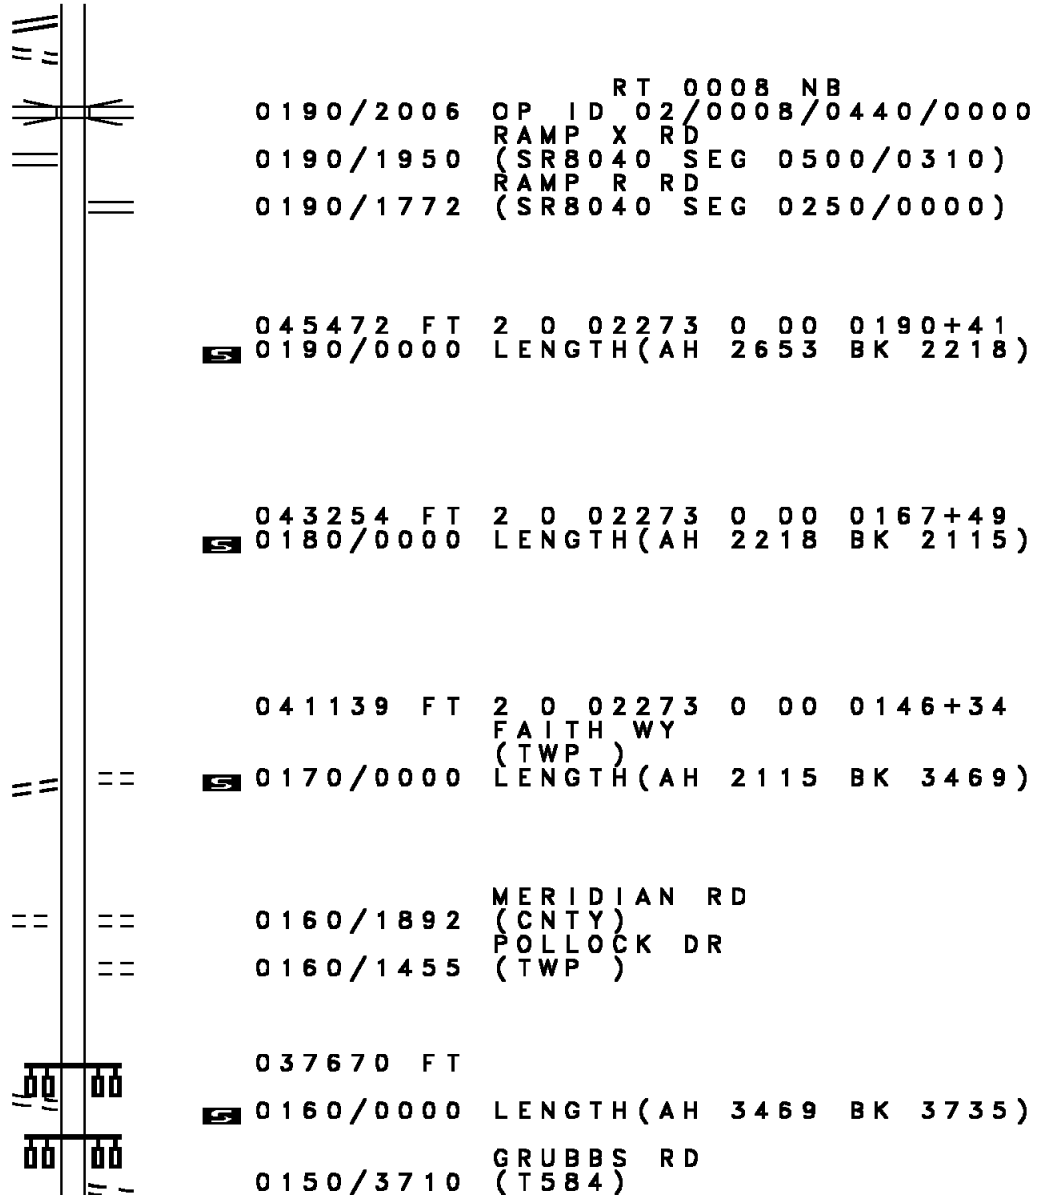 RT 0008 NB
0190/2006 OP ID 02/0008/0440/0000
RAMP X RD
0190/1950 (SR8040 SEG 0500/0310)
RAMP R RD
0190/1772 (SR8040 SEG 0250/0000)
045472 FT 2 0 02273 0 00 0190+41
S 0190/0000 LENGTH(AH 2653 BK 2218)
043254 FT 2 0 02273 0 00 0167+49
S 0180/0000 LENGTH(AH 2218 BK 2115)
041139 FT 2 0 02273 0 00 0146+34
FAITH WY
(TWP )
S 0170/0000 LENGTH(AH 2115 BK 3469)
MERIDIAN RD
0160/1892 (CNTY)
POLLOCK DR
0160/1455 (TWP )
037670 FT
S 0160/0000 LENGTH(AH 3469 BK 3735)
GRUBBS RD
0150/3710 (T584)